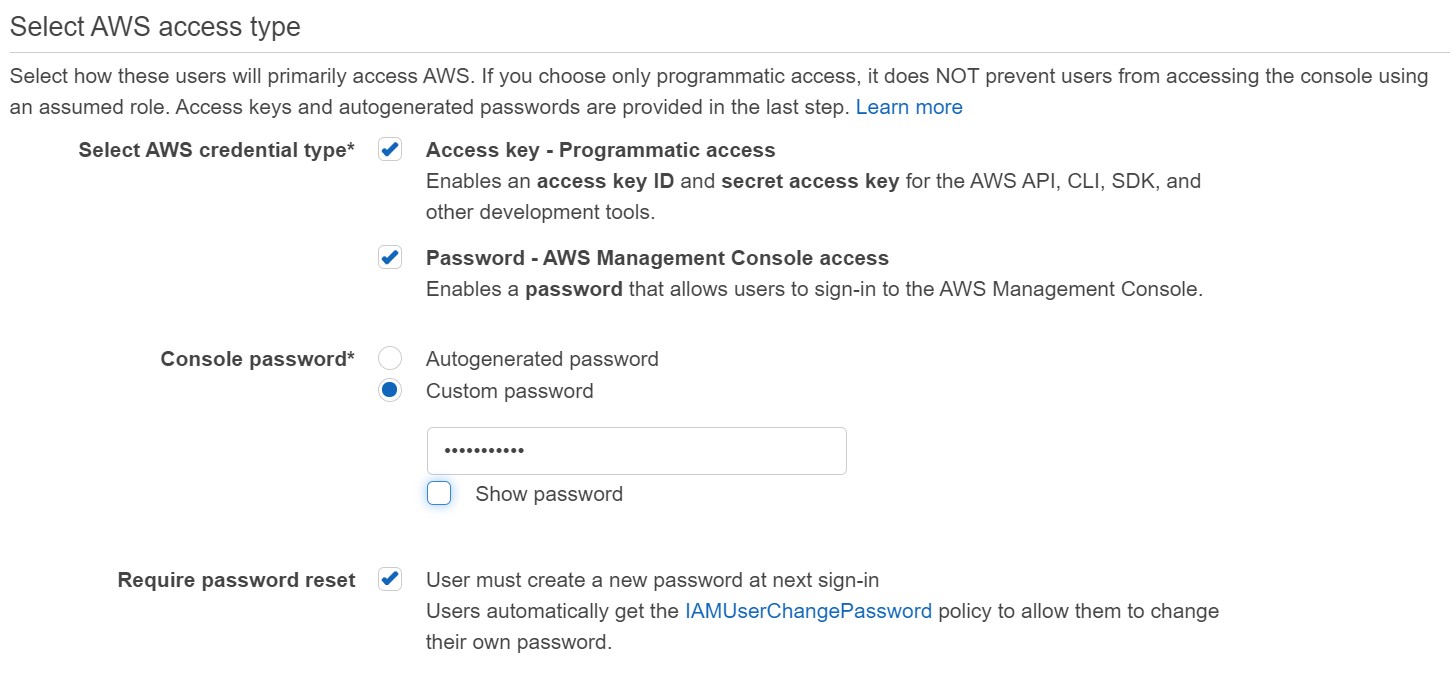 Select AWS access type
Select how these users will primarily access AWS. If you choose only programmatic access, it does NOT prevent users from accessing the console using
an assumed role. Access keys and autogenerated passwords are provided in the last step. Learn more
Select AWS credential type* Access key - Programmatic access
Enables an access key ID and secret access key for the AWS API, CLI, SDK, and
other development tools.
Password - AWS Management Console access
Enables a password that allows users to sign-in to the AWS Management Console.
Console password* Autogenerated password
Custom password
•••••••••••
Show password
Require password reset User must create a new password at next sign-in
Users automatically get the IAMUserChangePassword policy to allow them to change
their own password.